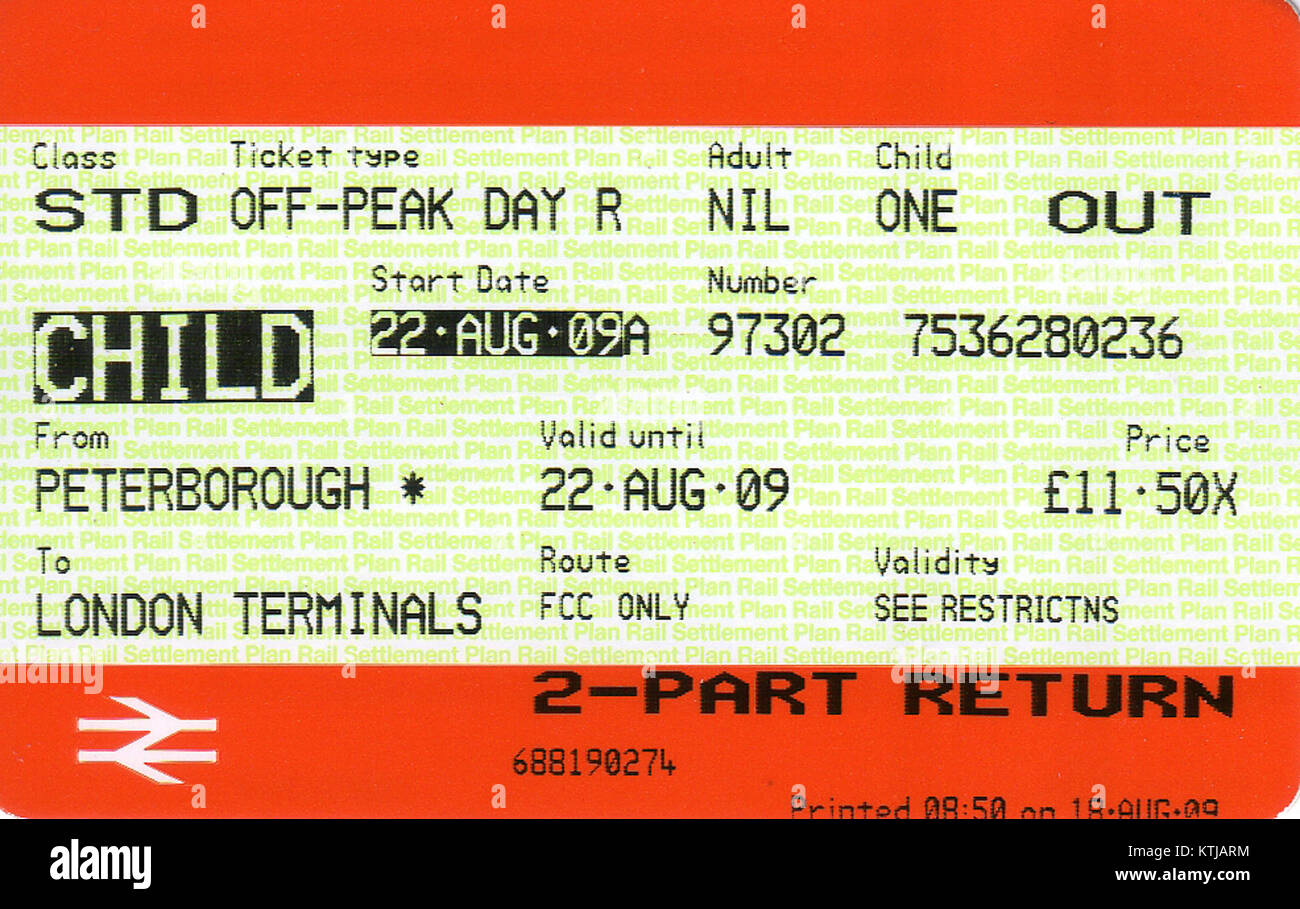 Class Ticket type Adult Child
STD OFF-PEAK DAY R NIL ONE OUT
Start Date Number
CHILD 22·AUG·09A 97302 7536280236
From Valid until Price
PETERBOROUGH * 22·AUG·09 £11·50X
To Route Validity
LONDON TERMINALS FCC ONLY SEE RESTRICTNS
2-PART RETURN
688190274
Printed 08:50 on 18·AUG·09
alamy
Image ID: KTJARM
www.alamy.com